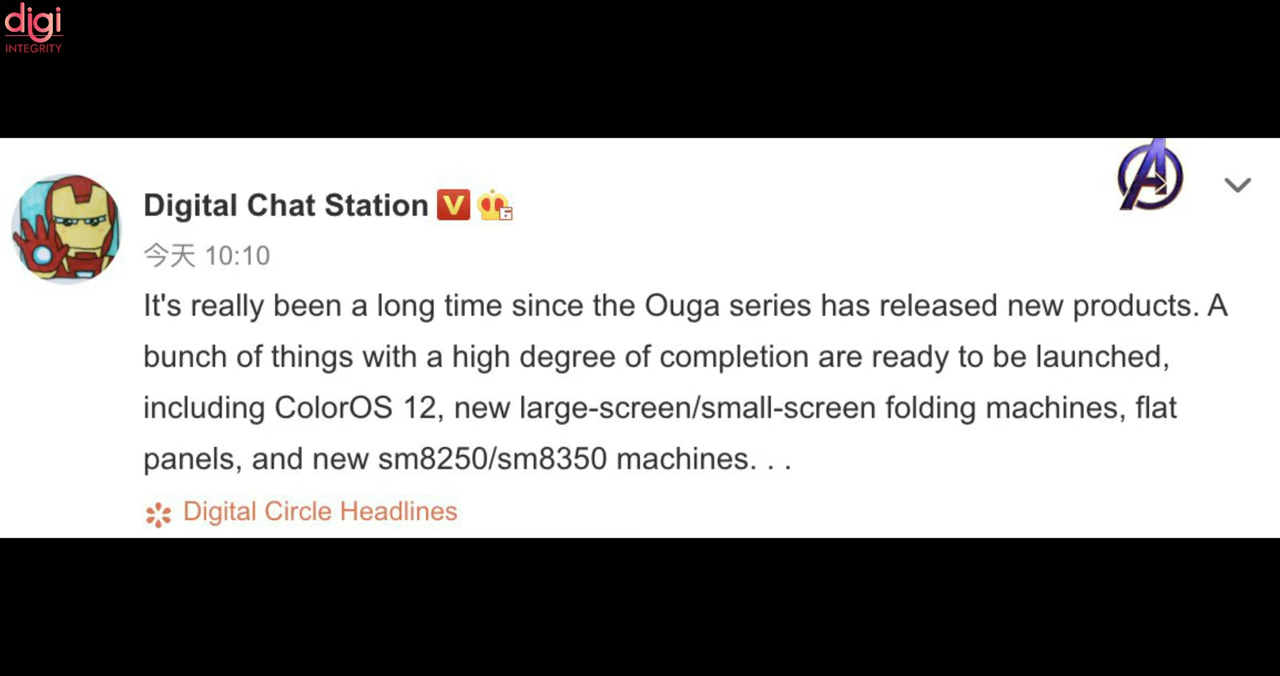 digi
INTEGRITY
Digital Chat Station V 6
今天 10:10
It's really been a long time since the Ouga series has released new products. A
bunch of things with a high degree of completion are ready to be launched,
including ColorOS 12, new large-screen/small-screen folding machines, flat
panels, and new sm8250/sm8350 machines. . .
Digital Circle Headlines